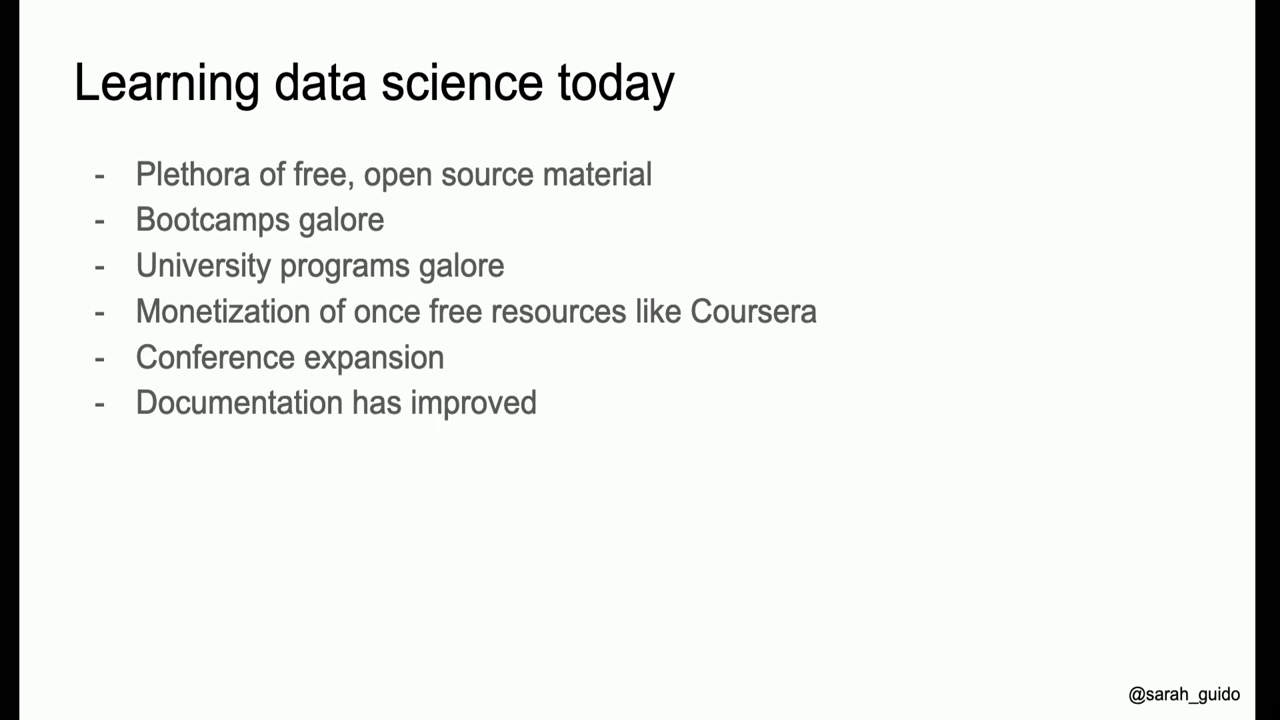 Learning data science today
- Plethora of free, open source material
- Bootcamps galore
- University programs galore
- Monetization of once free resources like Coursera
- Conference expansion
- Documentation has improved
@sarah_guido